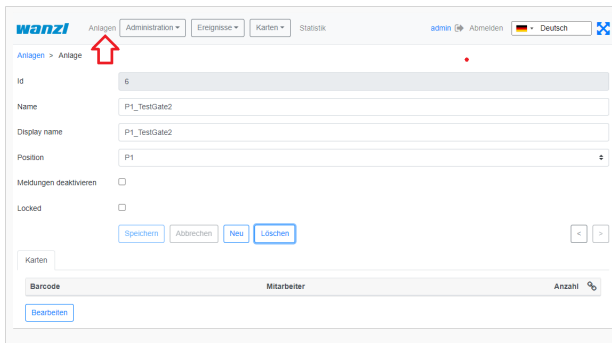 wanzl Anlagen Administration Ereignisse Karten Statistik admin Abmelden Deutsch
Anlagen > Anlage
Id 6
Name P1_TestGate2
Display name P1_TestGate2
Position P1
Meldungen deaktivieren
Locked
Speichern Abbrechen Neu Löschen < >
Karten
Barcode Mitarbeiter Anzahl
Bearbeiten